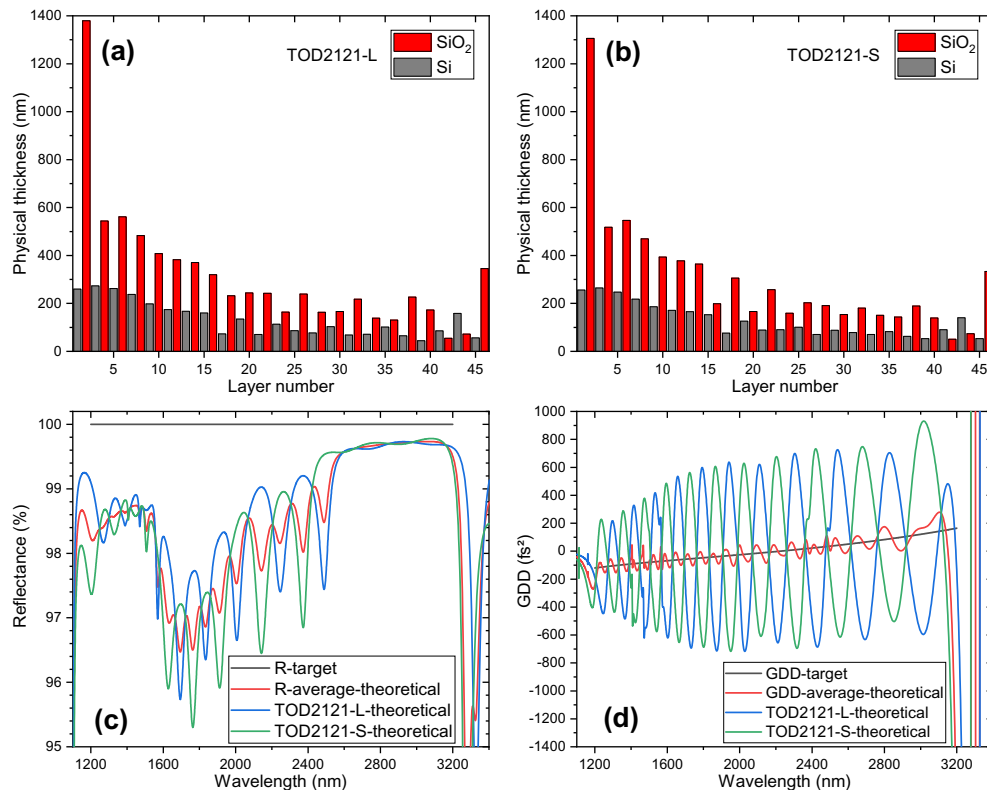 (a)
TOD2121-L
SiO₂
Si
Physical thickness (nm)
1400
1200
1000
800
600
400
200
0
5 10 15 20 25 30 35 40 45
Layer number
(b)
TOD2121-S
SiO₂
Si
Physical thickness (nm)
1400
1200
1000
800
600
400
200
0
5 10 15 20 25 30 35 40 45
Layer number
Reflectance (%)
100
99
98
97
96
95
R-target
R-average-theoretical
TOD2121-L-theoretical
TOD2121-S-theoretical
(c)
1200 1600 2000 2400 2800 3200
Wavelength (nm)
GDD (fs²)
1000
800
600
400
200
0
-200
-400
-600
-800
-1000
-1200
-1400
GDD-target
GDD-average-theoretical
TOD2121-L-theoretical
TOD2121-S-theoretical
(d)
1200 1600 2000 2400 2800 3200
Wavelength (nm)